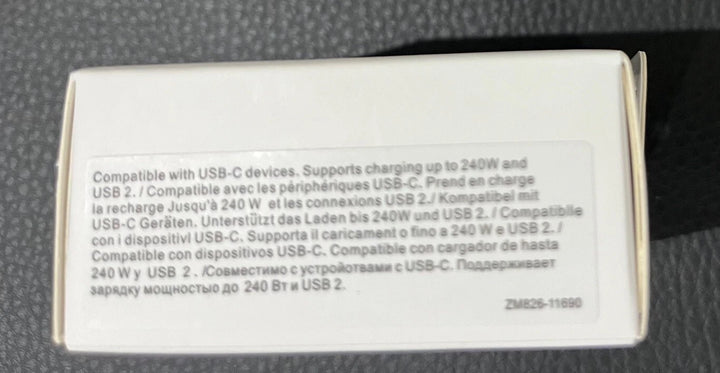 Compatible with USB-C devices. Supports charging up to 240W and
USB 2. / Compatible avec les périphériques USB-C. Prend en charge
la recharge Jusqu'à 240 W et les connexions USB 2./ Kompatibel mit
USB-C Geräten. Unterstützt das Laden bis 240W und USB 2. / Compatiblle
con i dispositivl USB-C. Supporta il caricament o fino a 240 W e USB 2./
Compatible con dispositivos USB-C. Compatible con cargador de hasta
240 W y USB 2 . /Совместимо с устройотвами с USB-C. Поддерживает
зарядку мощностью до 240 Вт и USB 2.
ZM826-11690